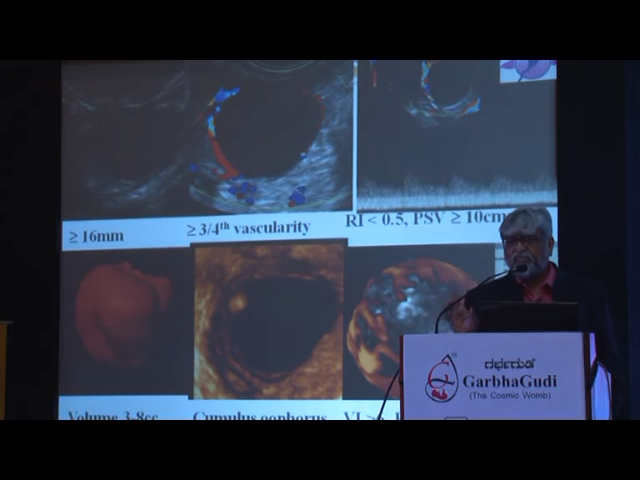 ≥ 16mm
≥ 3/4th vascularity
RI < 0.5, PSV ≥ 10cm
Volume 3-8cc
Cumulus oophorus
VI >
ಗರ್ಭಗುಡಿ
GarbhaGudi
(The Cosmic Womb)